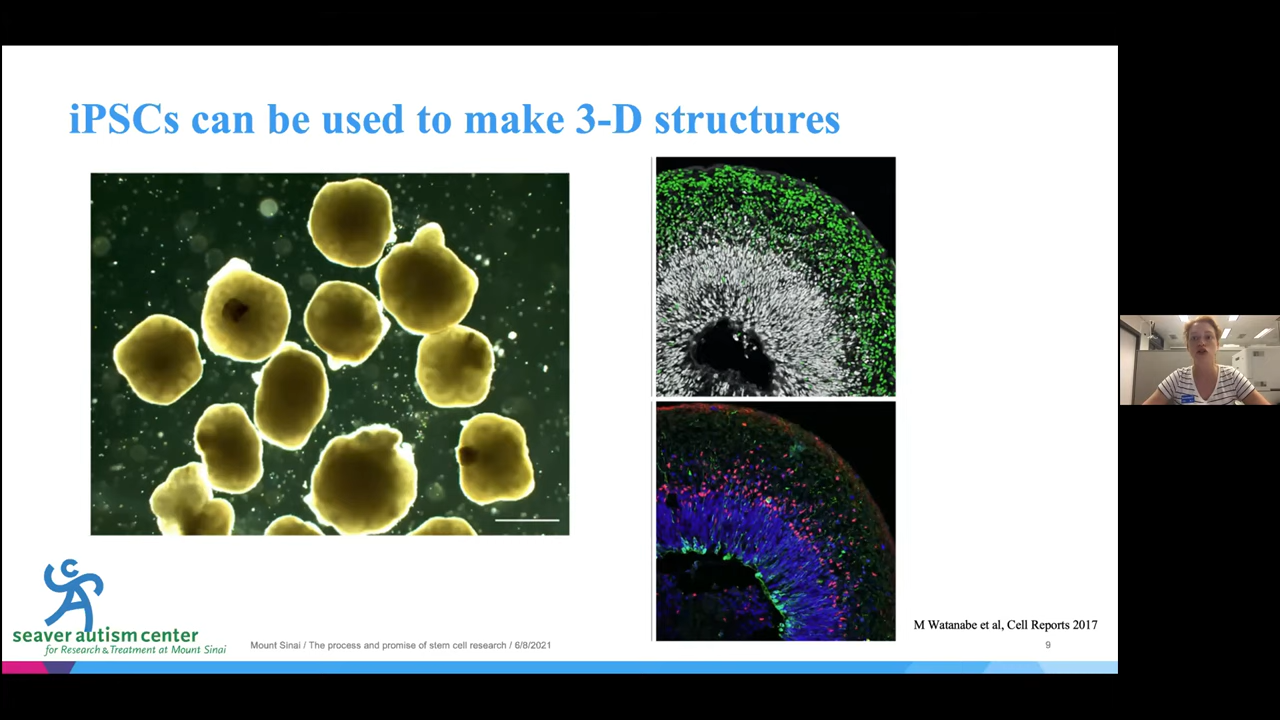 iPSCs can be used to make 3-D structures
M Watanabe et al, Cell Reports 2017
CA
seaver autism center
for Research & Treatment at Mount Sinai
Mount Sinai / The process and promise of stem cell research / 6/8/2021
9